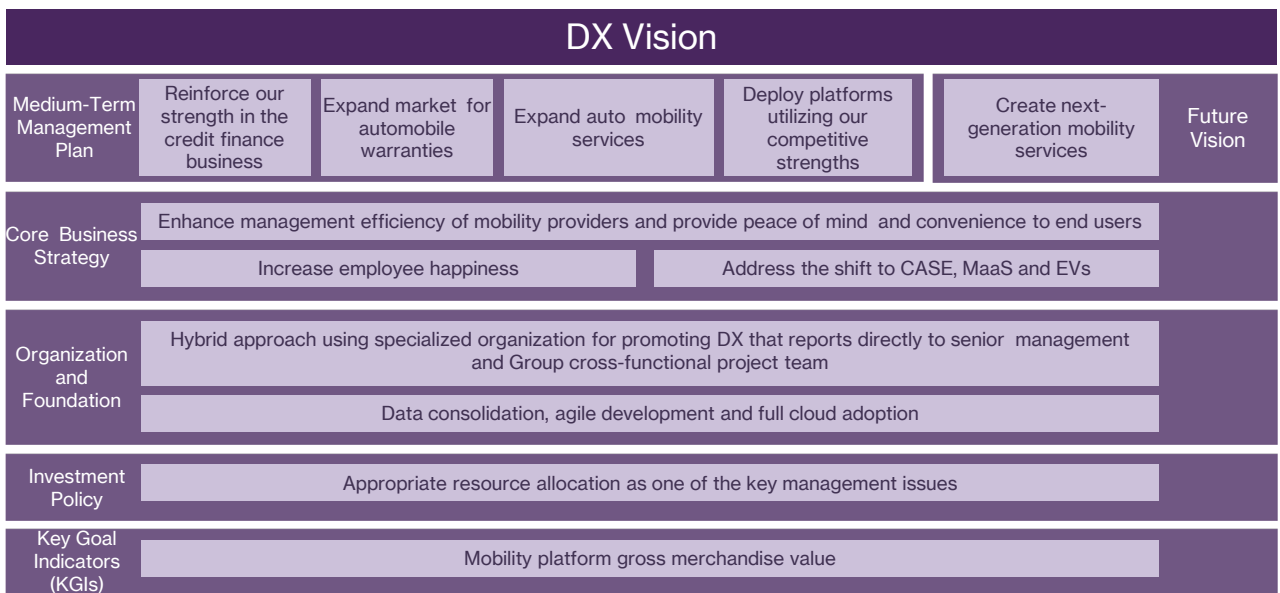 DX Vision
Medium-Term
Management
Plan
Reinforce our
strength in the
credit finance
business
Expand market for
automobile
warranties
Expand auto mobility
services
Deploy platforms
utilizing our
competitive
strengths
Create next-
generation mobility
services
Future
Vision
Core Business
Strategy
Enhance management efficiency of mobility providers and provide peace of mind and convenience to end users
Increase employee happiness
Address the shift to CASE, MaaS and EVs
Organization
and
Foundation
Hybrid approach using specialized organization for promoting DX that reports directly to senior management
and Group cross-functional project team
Data consolidation, agile development and full cloud adoption
Investment
Policy
Appropriate resource allocation as one of the key management issues
Key Goal
Indicators
(KGIs)
Mobility platform gross merchandise value